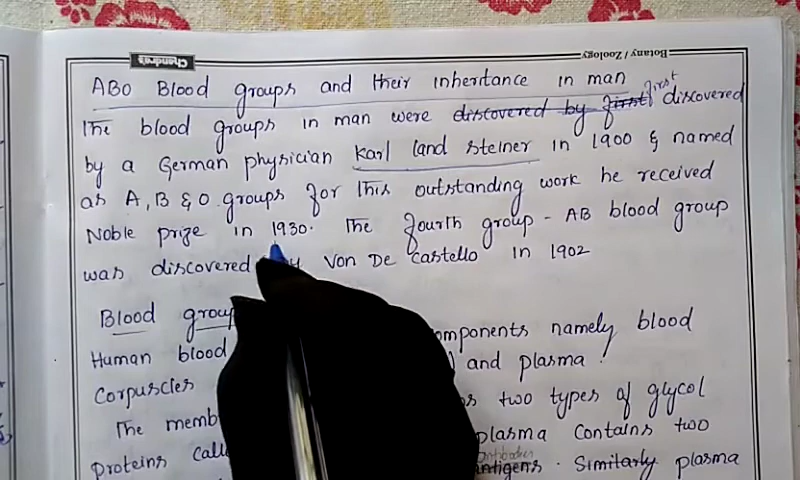 Chandra's
Botany / Zoology
ABO Blood groups and their inheritance in man
The blood groups in man were discovered by first first discovered
by a German physician Karl land steiner in 1900 & named
as A, B & O groups for this outstanding work he received
Noble prize in 1930. The fourth group - AB blood group
was discovered by Von De Castello in 1902
Blood group
Human blood components namely blood
Corpuscles and plasma.
The memb two types of glycol
proteins call plasma contains two
antibodies
antigens. Similarly plasma